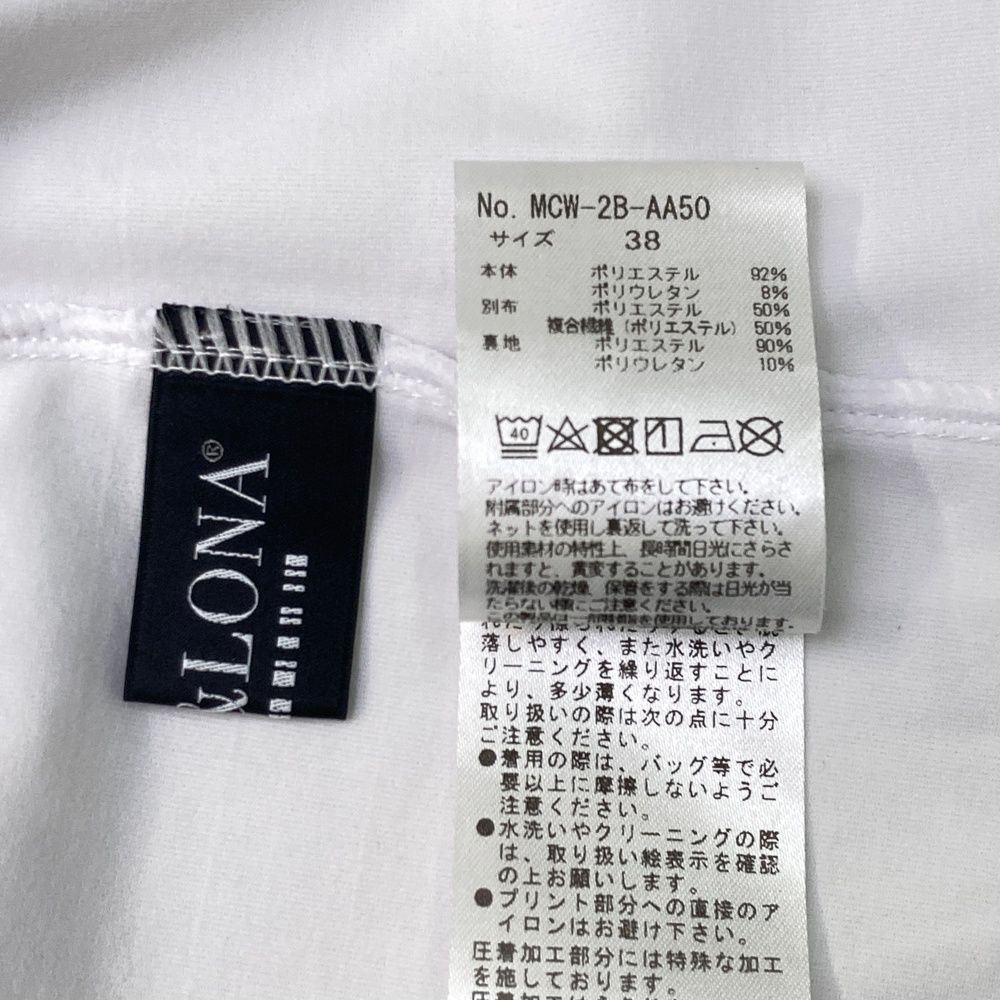 No. MCW-2B-AA50
サイズ 38
本体 ポリエステル 92%
ポリウレタン 8%
別布 ポリエステル 50%
複合繊維(ポリエステル) 50%
裏地 ポリエステル 90%
ポリウレタン 10%
40
アイロン時はあて布をして下さい。
附属部分へのアイロンはお避けください。
ネットを使用し裏返して洗って下さい。
使用素材の特性上、長時間日光にさらさ
れますと、黄変することがあります。
洗濯後の乾燥、保管をする際は日光が当
たらない様にご注意ください。
この製品は
を使用しております。
落しやすく、また水洗いやク
リーニングを繰り返すことに
より、多少薄くなります。
取り扱いの際は次の点に十分
ご注意ください。
●着用の際は、バッグ等で必
要以上に摩擦しないようご
注意ください。
●水洗いやクリーニングの際
は、取り扱い絵表示を確認
の上お願いします。
●プリント部分への直接のア
イロンはお避け下さい。
圧着加工部分には特殊な加工
を施しております。
&LONA®